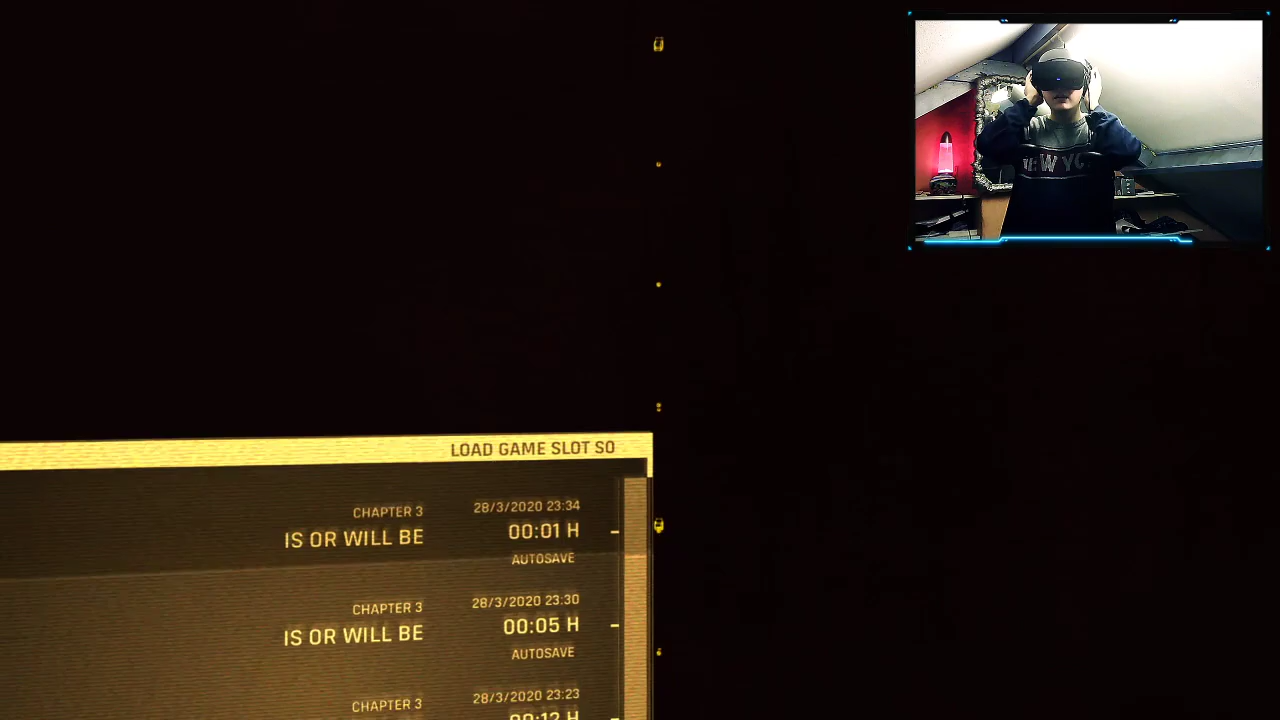 LOAD GAME SLOT SO
CHAPTER 3 28/3/2020 23:34
IS OR WILL BE 00:01 H
AUTOSAVE
CHAPTER 3 28/3/2020 23:30
IS OR WILL BE 00:05 H
AUTOSAVE
CHAPTER 3 28/3/2020 23:23